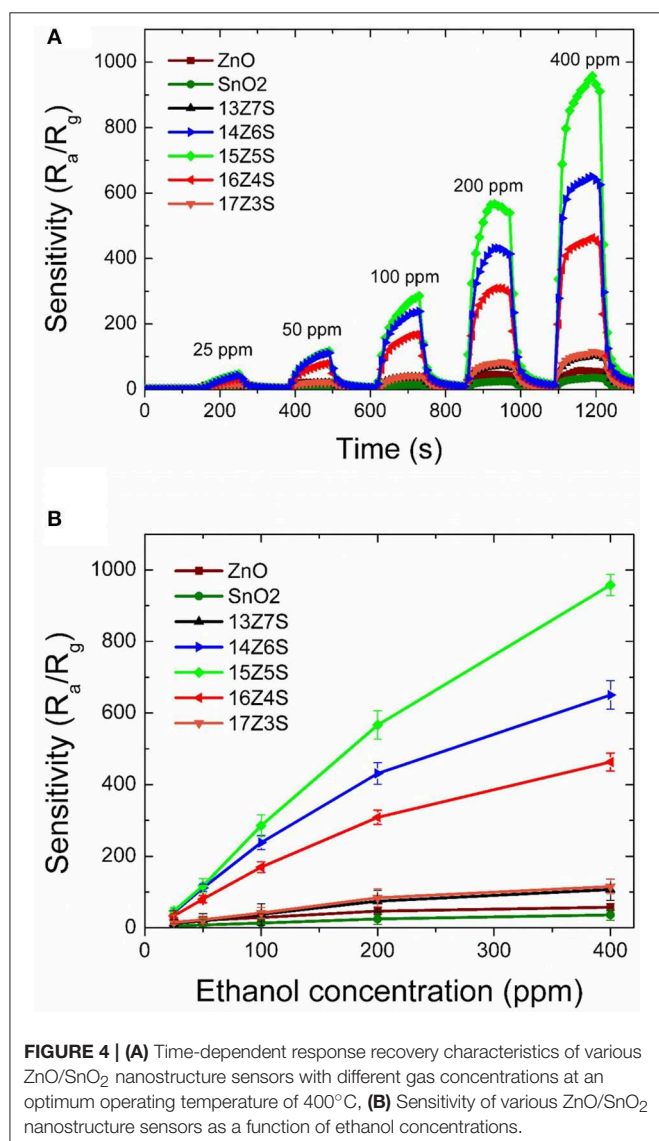 A
ZnO
SnO2
13Z7S
14Z6S
15Z5S
16Z4S
17Z3S
25 ppm
50 ppm
100 ppm
200 ppm
400 ppm
Sensitivity (Ra/Rg)
0
200
400
600
800
1000
0 200 400 600 800 1000 1200
Time (s)
B
ZnO
SnO2
13Z7S
14Z6S
15Z5S
16Z4S
17Z3S
Sensitivity (Ra/Rg)
0
200
400
600
800
1000
0 100 200 300 400
Ethanol concentration (ppm)
FIGURE 4 | (A) Time-dependent response recovery characteristics of various
ZnO/SnO2 nanostructure sensors with different gas concentrations at an
optimum operating temperature of 400°C, (B) Sensitivity of various ZnO/SnO2
nanostructure sensors as a function of ethanol concentrations.